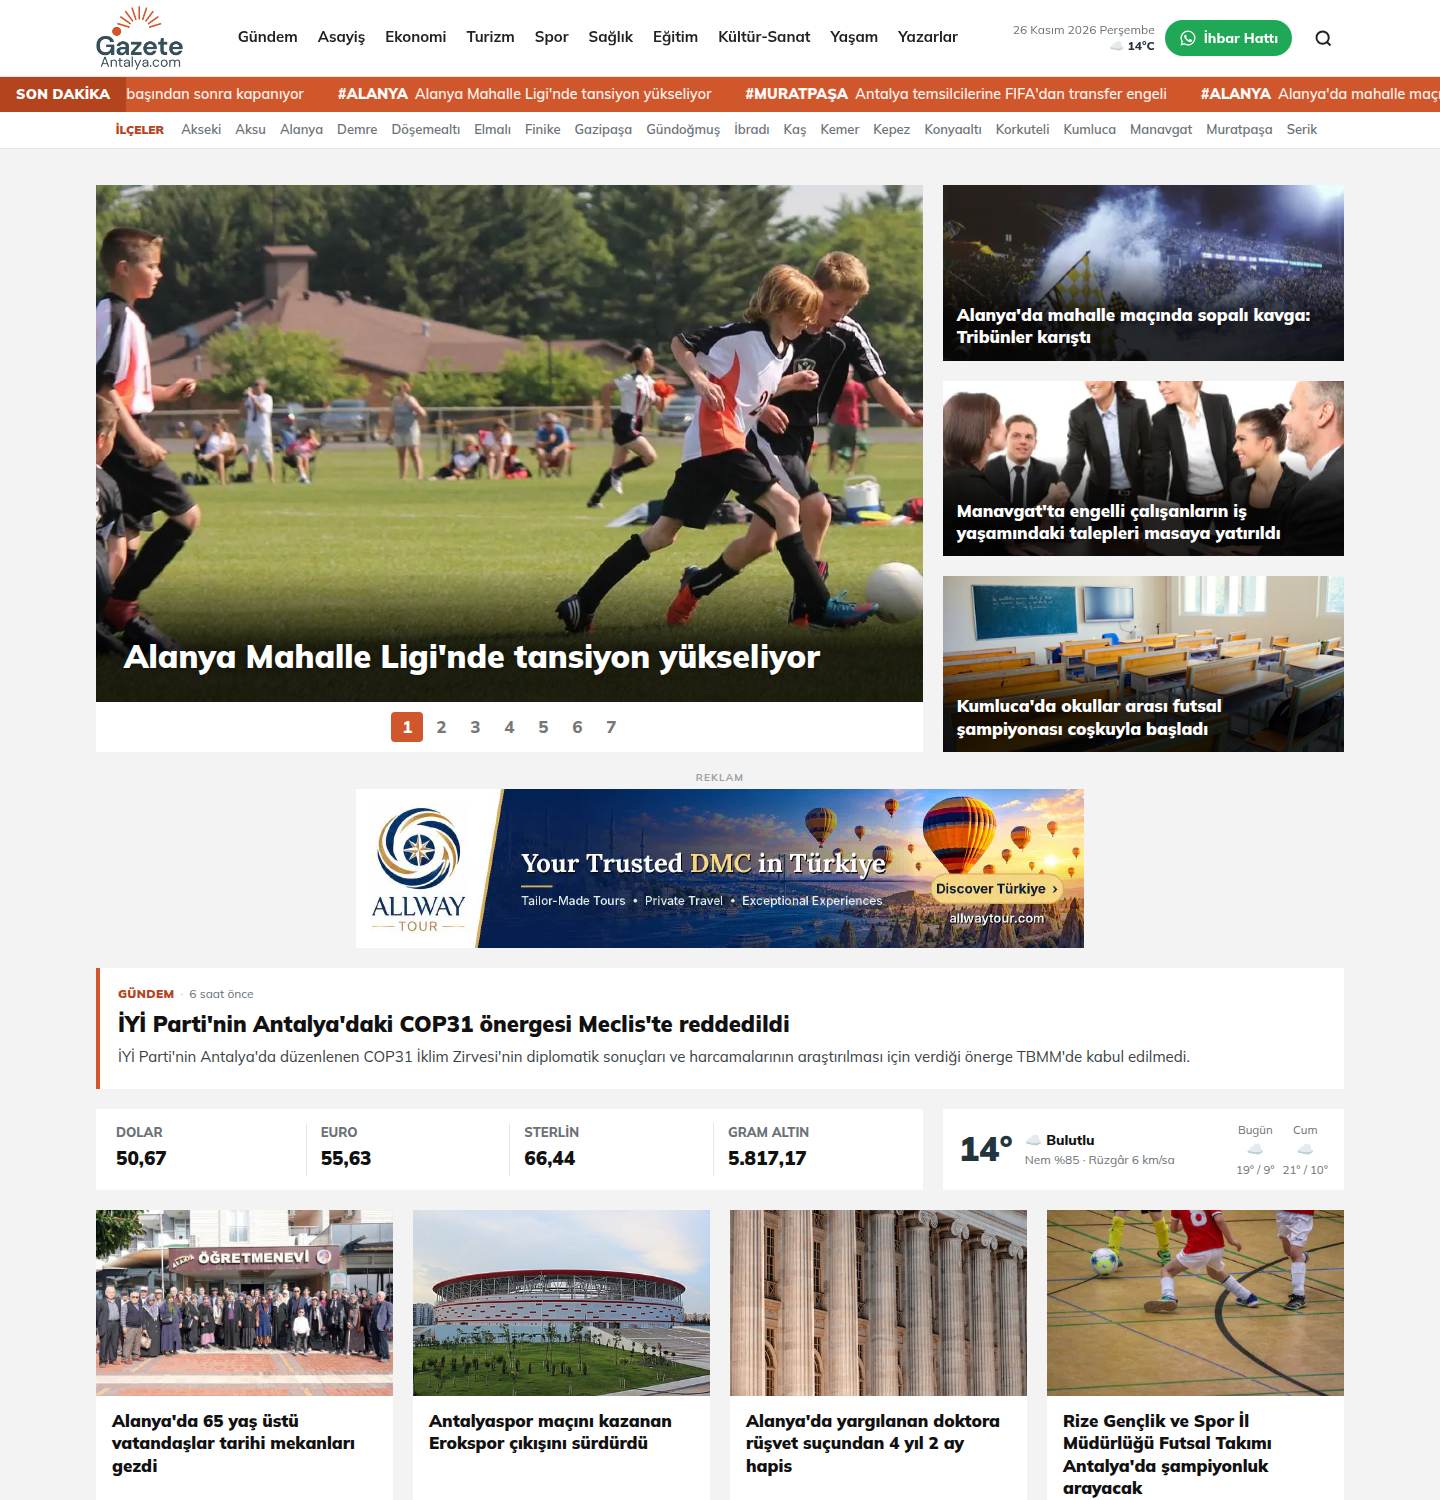 Gazete
Antalya.com
Gündem Asayiş Ekonomi Turizm Spor Sağlık Eğitim Kültür-Sanat Yaşam Yazarlar
26 Kasım 2026 Perşembe
14°C
İhbar Hattı
SON DAKİKA başından sonra kapanıyor #ALANYA Alanya Mahalle Ligi'nde tansiyon yükseliyor #MURATPAŞA Antalya temsilcilerine FIFA'dan transfer engeli #ALANYA Alanya'da mahalle maçı
İLÇELER Akseki Aksu Alanya Demre Döşemealtı Elmalı Finike Gazipaşa Gündoğmuş İbradı Kaş Kemer Kepez Konyaaltı Korkuteli Kumluca Manavgat Muratpaşa Serik
Alanya Mahalle Ligi'nde tansiyon yükseliyor
1 2 3 4 5 6 7
Alanya'da mahalle maçında sopalı kavga:
Tribünler karıştı
Manavgat'ta engelli çalışanların iş
yaşamındaki talepleri masaya yatırıldı
Kumluca'da okullar arası futsal
şampiyonası coşkuyla başladı
REKLAM
ALLWAY
TOUR
Your Trusted DMC in Türkiye
Tailor-Made Tours • Private Travel • Exceptional Experiences
Discover Türkiye ›
allwaytour.com
GÜNDEM · 6 saat önce
İYİ Parti'nin Antalya'daki COP31 önergesi Meclis'te reddedildi
İYİ Parti'nin Antalya'da düzenlenen COP31 İklim Zirvesi'nin diplomatik sonuçları ve harcamalarının araştırılması için verdiği önerge TBMM'de kabul edilmedi.
DOLAR
50,67
EURO
55,63
STERLİN
66,44
GRAM ALTIN
5.817,17
14°
Bulutlu
Nem %85 · Rüzgâr 6 km/sa
Bugün
19° / 9°
Cum
21° / 10°
ÖĞRETMENEVİ
8
Alanya'da 65 yaş üstü
vatandaşlar tarihi mekanları
gezdi
Antalyaspor maçını kazanan
Erokspor çıkışını sürdürdü
Alanya'da yargılanan doktora
rüşvet suçundan 4 yıl 2 ay
hapis
Rize Gençlik ve Spor İl
Müdürlüğü Futsal Takımı
Antalya'da şampiyonluk
arayacak